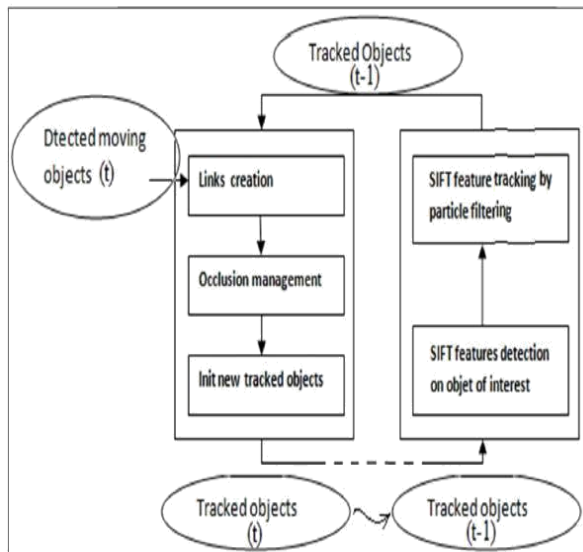 Tracked Objects
(t-1)
Dtected moving
objects (t)
Links creation
Occlusion management
Init new tracked objects
SIFT feature tracking by
particle filtering
SIFT features detection
on objet of interest
Tracked objects
(t)
Tracked objects
(t-1)